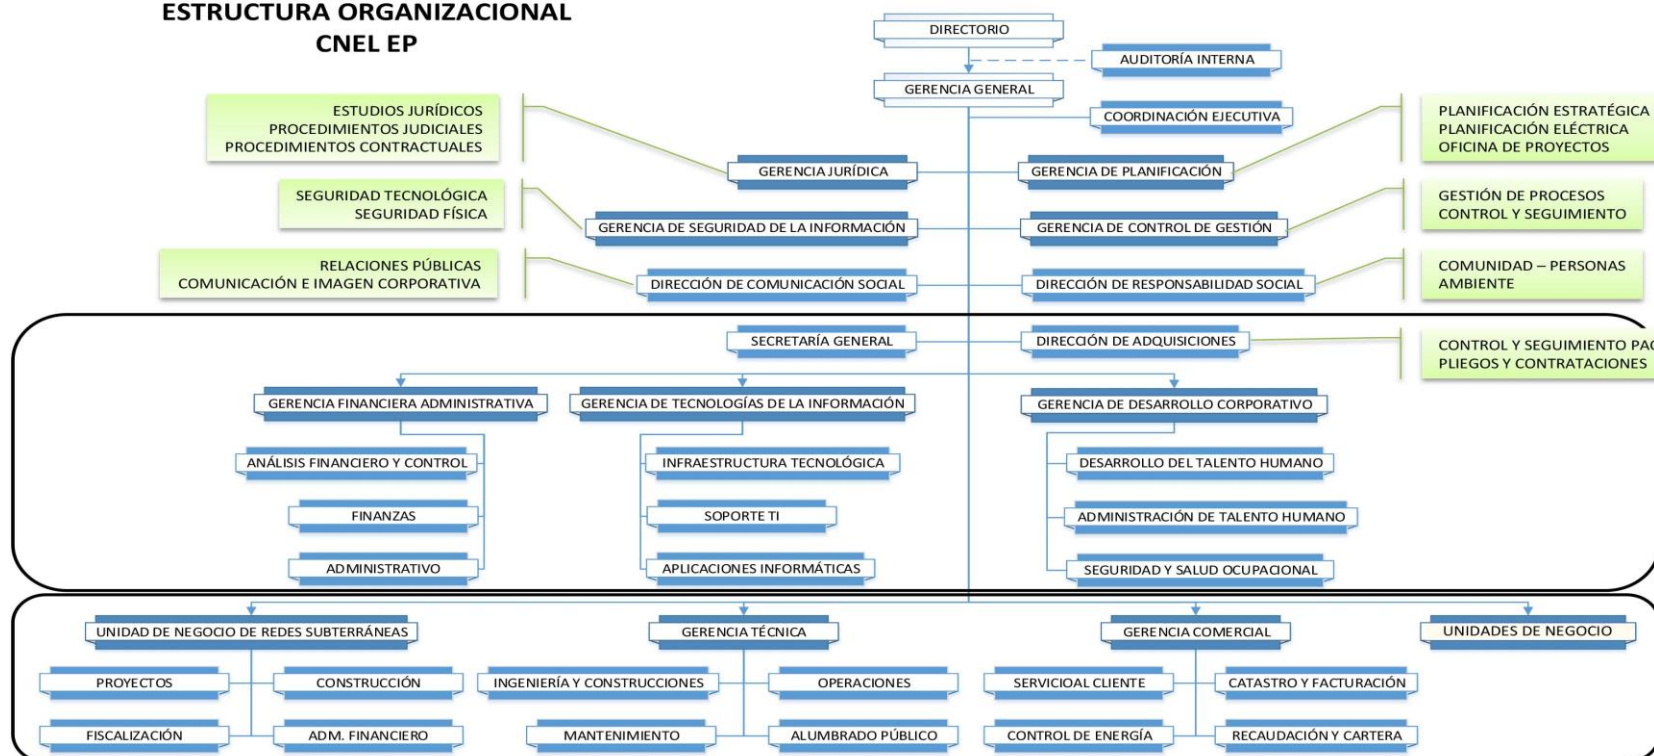 ESTRUCTURA ORGANIZACIONAL
CNEL EP
DIRECTORIO
AUDITORÍA INTERNA
GERENCIA GENERAL
COORDINACIÓN EJECUTIVA
ESTUDIOS JURÍDICOS
PROCEDIMIENTOS JUDICIALES
PROCEDIMIENTOS CONTRACTUALES
GERENCIA JURÍDICA
GERENCIA DE PLANIFICACIÓN
PLANIFICACIÓN ESTRATÉGICA
PLANIFICACIÓN ELÉCTRICA
OFICINA DE PROYECTOS
SEGURIDAD TECNOLÓGICA
SEGURIDAD FÍSICA
GERENCIA DE SEGURIDAD DE LA INFORMACIÓN
GERENCIA DE CONTROL DE GESTIÓN
GESTIÓN DE PROCESOS
CONTROL Y SEGUIMIENTO
RELACIONES PÚBLICAS
COMUNICACIÓN E IMAGEN CORPORATIVA
DIRECCIÓN DE COMUNICACIÓN SOCIAL
DIRECCIÓN DE RESPONSABILIDAD SOCIAL
COMUNIDAD – PERSONAS
AMBIENTE
SECRETARÍA GENERAL
DIRECCIÓN DE ADQUISICIONES
CONTROL Y SEGUIMIENTO
PLIEGOS Y CONTRATACIONES
GERENCIA FINANCIERA ADMINISTRATIVA
GERENCIA DE TECNOLOGÍAS DE LA INFORMACIÓN
GERENCIA DE DESARROLLO CORPORATIVO
ANÁLISIS FINANCIERO Y CONTROL
INFRAESTRUCTURA TECNOLÓGICA
DESARROLLO DEL TALENTO HUMANO
FINANZAS
SOPORTE TI
ADMINISTRACIÓN DE TALENTO HUMANO
ADMINISTRATIVO
APLICACIONES INFORMÁTICAS
SEGURIDAD Y SALUD OCUPACIONAL
UNIDAD DE NEGOCIO DE REDES SUBTERRÁNEAS
GERENCIA TÉCNICA
GERENCIA COMERCIAL
UNIDADES DE NEGOCIO
PROYECTOS
CONSTRUCCIÓN
INGENIERÍA Y CONSTRUCCIONES
OPERACIONES
SERVICIOAL CLIENTE
CATASTRO Y FACTURACIÓN
FISCALIZACIÓN
ADM. FINANCIERO
MANTENIMIENTO
ALUMBRADO PÚBLICO
CONTROL DE ENERGÍA
RECAUDACIÓN Y CARTERA